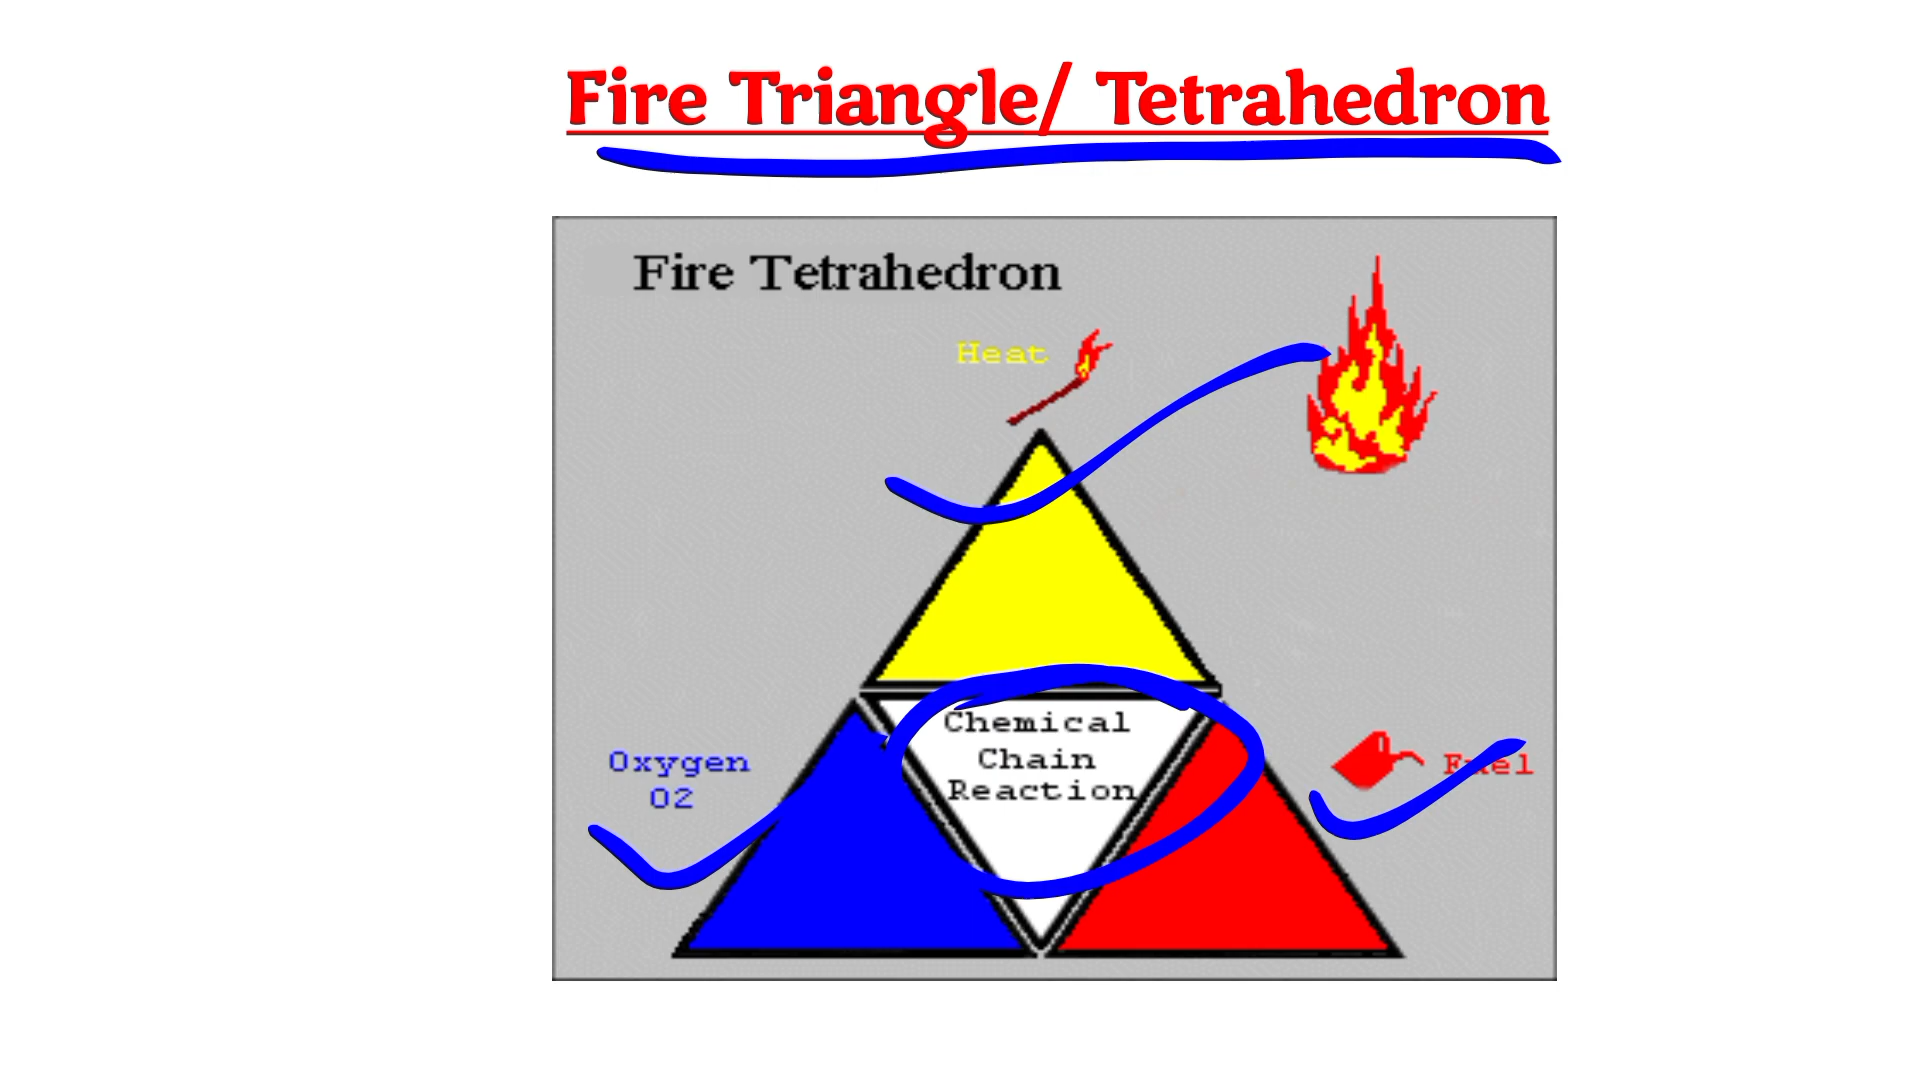 Fire Triangle/ Tetrahedron
Fire Tetrahedron
Heat
Chemical
Chain
Reaction
Oxygen
O2
Fuel